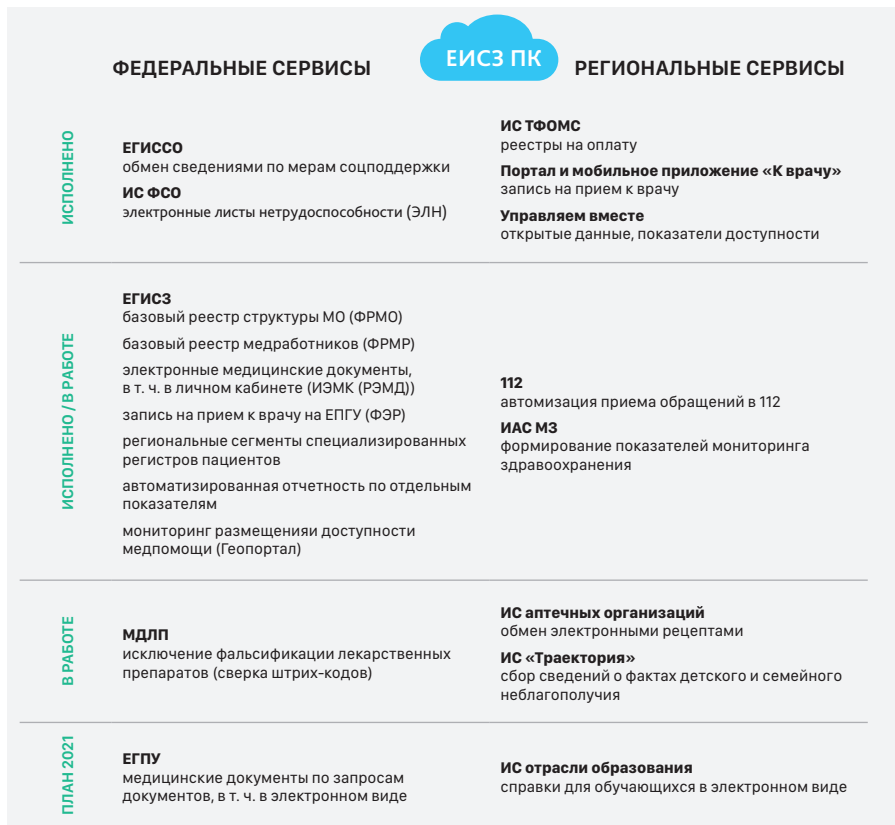 ЕИСЗ ПК
ФЕДЕРАЛЬНЫЕ СЕРВИСЫ
РЕГИОНАЛЬНЫЕ СЕРВИСЫ
ИСПОЛНЕНО
ЕГИССО
обмен сведениями по мерам соцподдержки
ИС ФСО
электронные листы нетрудоспособности (ЭЛН)
ИС ТФОМС
реестры на оплату
Портал и мобильное приложение «К врачу»
запись на прием к врачу
Управляем вместе
открытые данные, показатели доступности
ИСПОЛНЕНО / В РАБОТЕ
ЕГИСЗ
базовый реестр структуры МО (ФРМО)
базовый реестр медработников (ФРМР)
электронные медицинские документы,
в т. ч. в личном кабинете (ИЭМК (РЭМД))
запись на прием к врачу на ЕПГУ (ФЭР)
региональные сегменты специализированных
регистров пациентов
автоматизированная отчетность по отдельным
показателям
мониторинг размещенияи доступности
медпомощи (Геопортал)
112
автомизация приема обращений в 112
ИАС МЗ
формирование показателей мониторинга
здравоохранения
В РАБОТЕ
МДЛП
исключение фальсификации лекарственных
препаратов (сверка штрих-кодов)
ИС аптечных организаций
обмен электронными рецептами
ИС «Траектория»
сбор сведений о фактах детского и семейного
неблагополучия
ПЛАН 2021
ЕГПУ
медицинские документы по запросам
документов, в т. ч. в электронном виде
ИС отрасли образования
справки для обучающихся в электронном виде